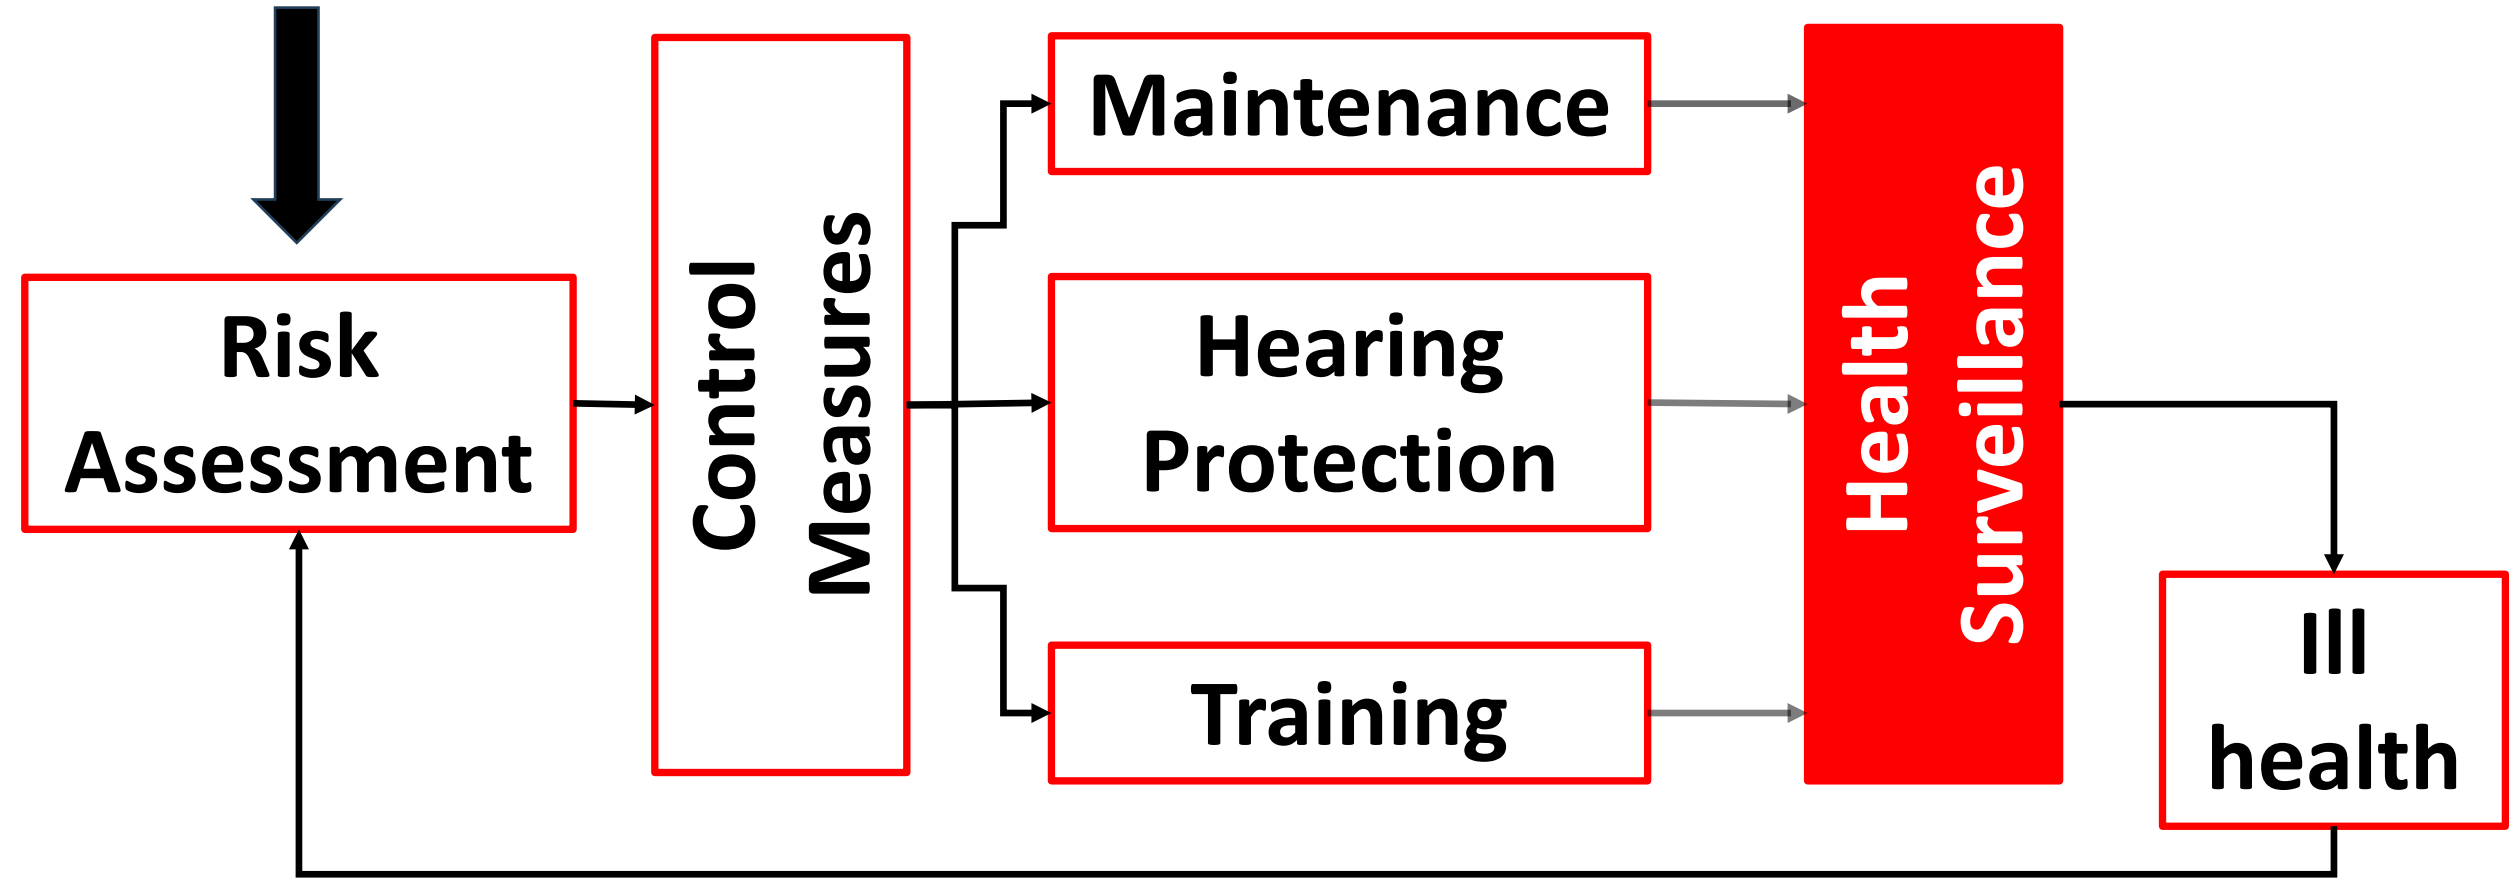 Risk
Assessment
Control
Measures
Maintenance
Hearing
Protection
Training
Health
Surveillance
Ill
health